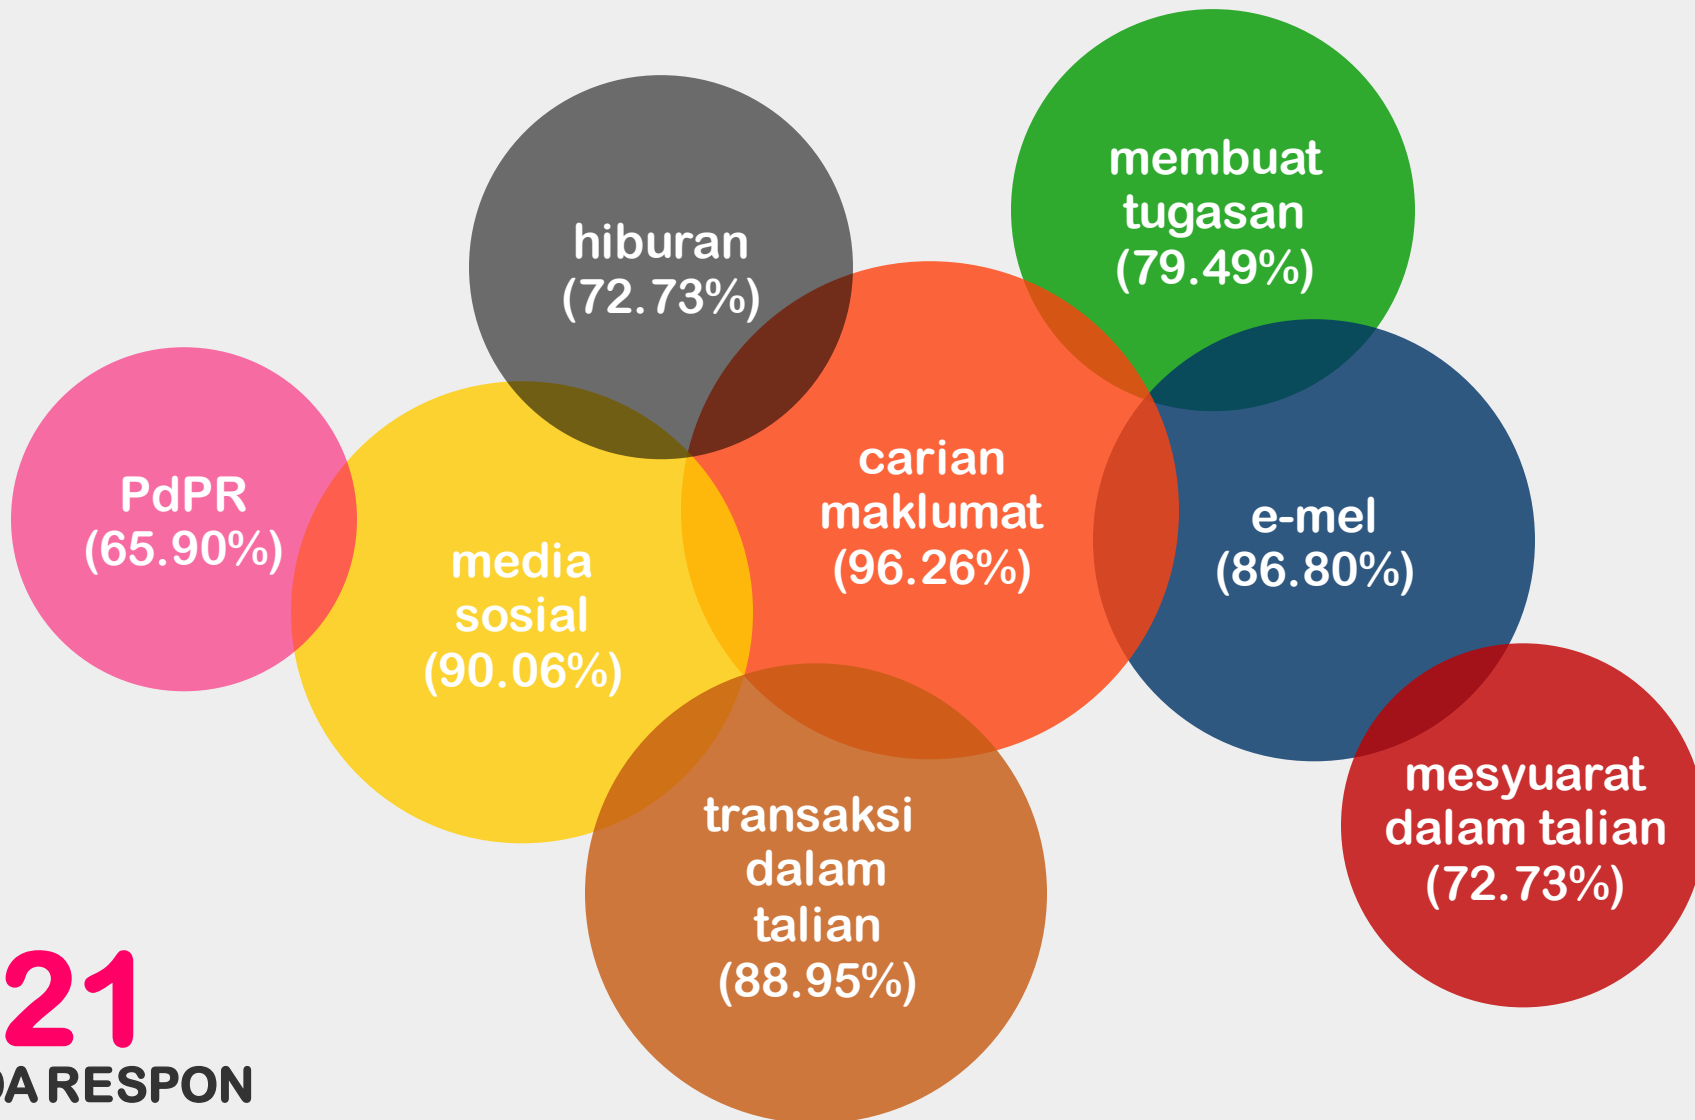 membuat
tugasan
(79.49%)
hiburan
(72.73%)
carian
maklumat
(96.26%)
PdPR
(65.90%)
e-mel
(86.80%)
media
sosial
(90.06%)
mesyuarat
dalam talian
(72.73%)
transaksi
dalam
talian
(88.95%)
21
RESPON